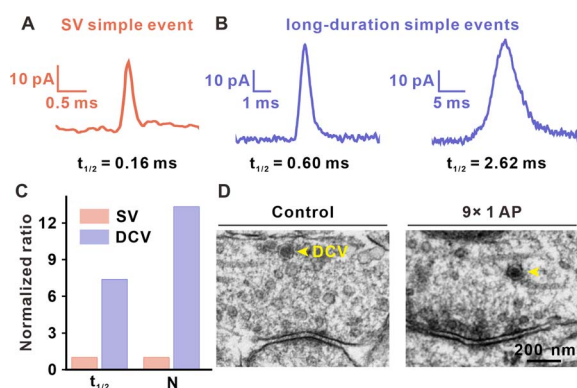 A SV simple event
10 pA
0.5 ms
t1/2 = 0.16 ms
B long-duration simple events
10 pA
1 ms
t1/2 = 0.60 ms
10 pA
5 ms
t1/2 = 2.62 ms
C
Normalized ratio
12
9
6
3
0
SV
DCV
t1/2 N
D
Control
DCV
9× 1 AP
200 nm